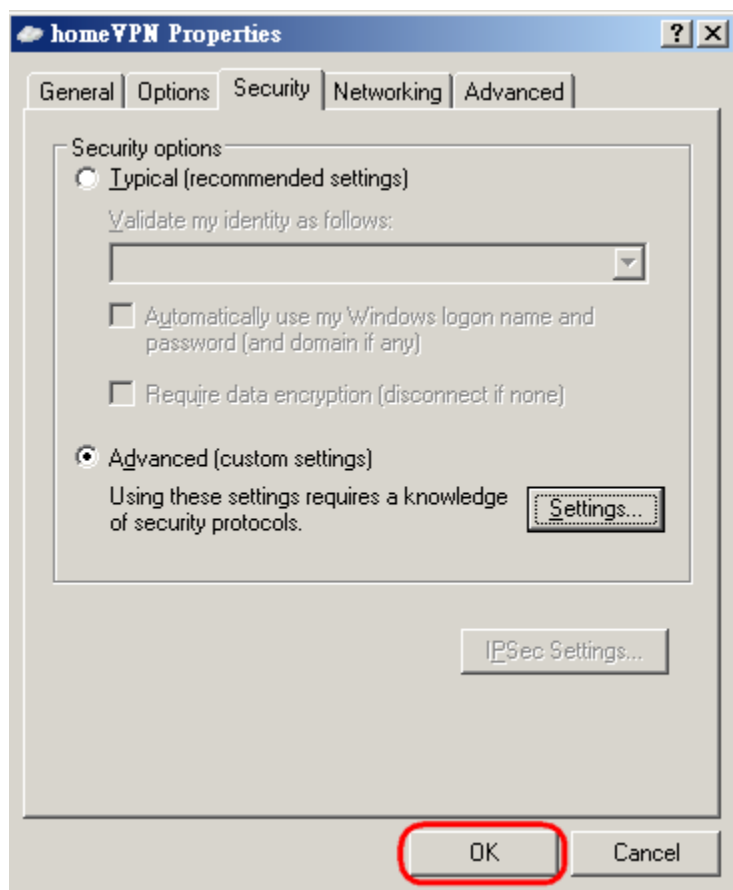 homeVPN Properties
General Options Security Networking Advanced
Security options
Typical (recommended settings)
Validate my identity as follows:
Automatically use my Windows logon name and
password (and domain if any)
Require data encryption (disconnect if none)
Advanced (custom settings)
Using these settings requires a knowledge
of security protocols.
Settings...
IPSec Settings...
OK Cancel